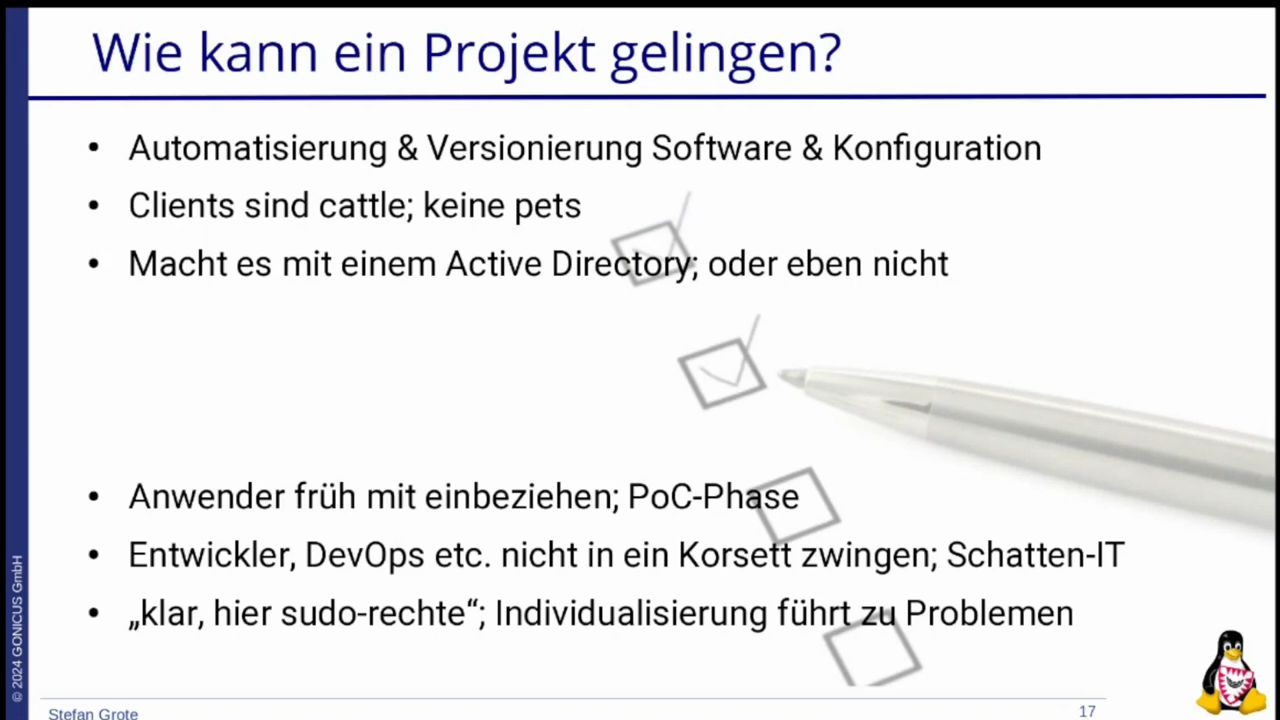 Wie kann ein Projekt gelingen?
• Automatisierung & Versionierung Software & Konfiguration
• Clients sind cattle; keine pets
• Macht es mit einem Active Directory; oder eben nicht
• Anwender früh mit einbeziehen; PoC-Phase
• Entwickler, DevOps etc. nicht in ein Korsett zwingen; Schatten-IT
• „klar, hier sudo-rechte“; Individualisierung führt zu Problemen
© 2024 GONICUS GmbH
Stefan Grote
17